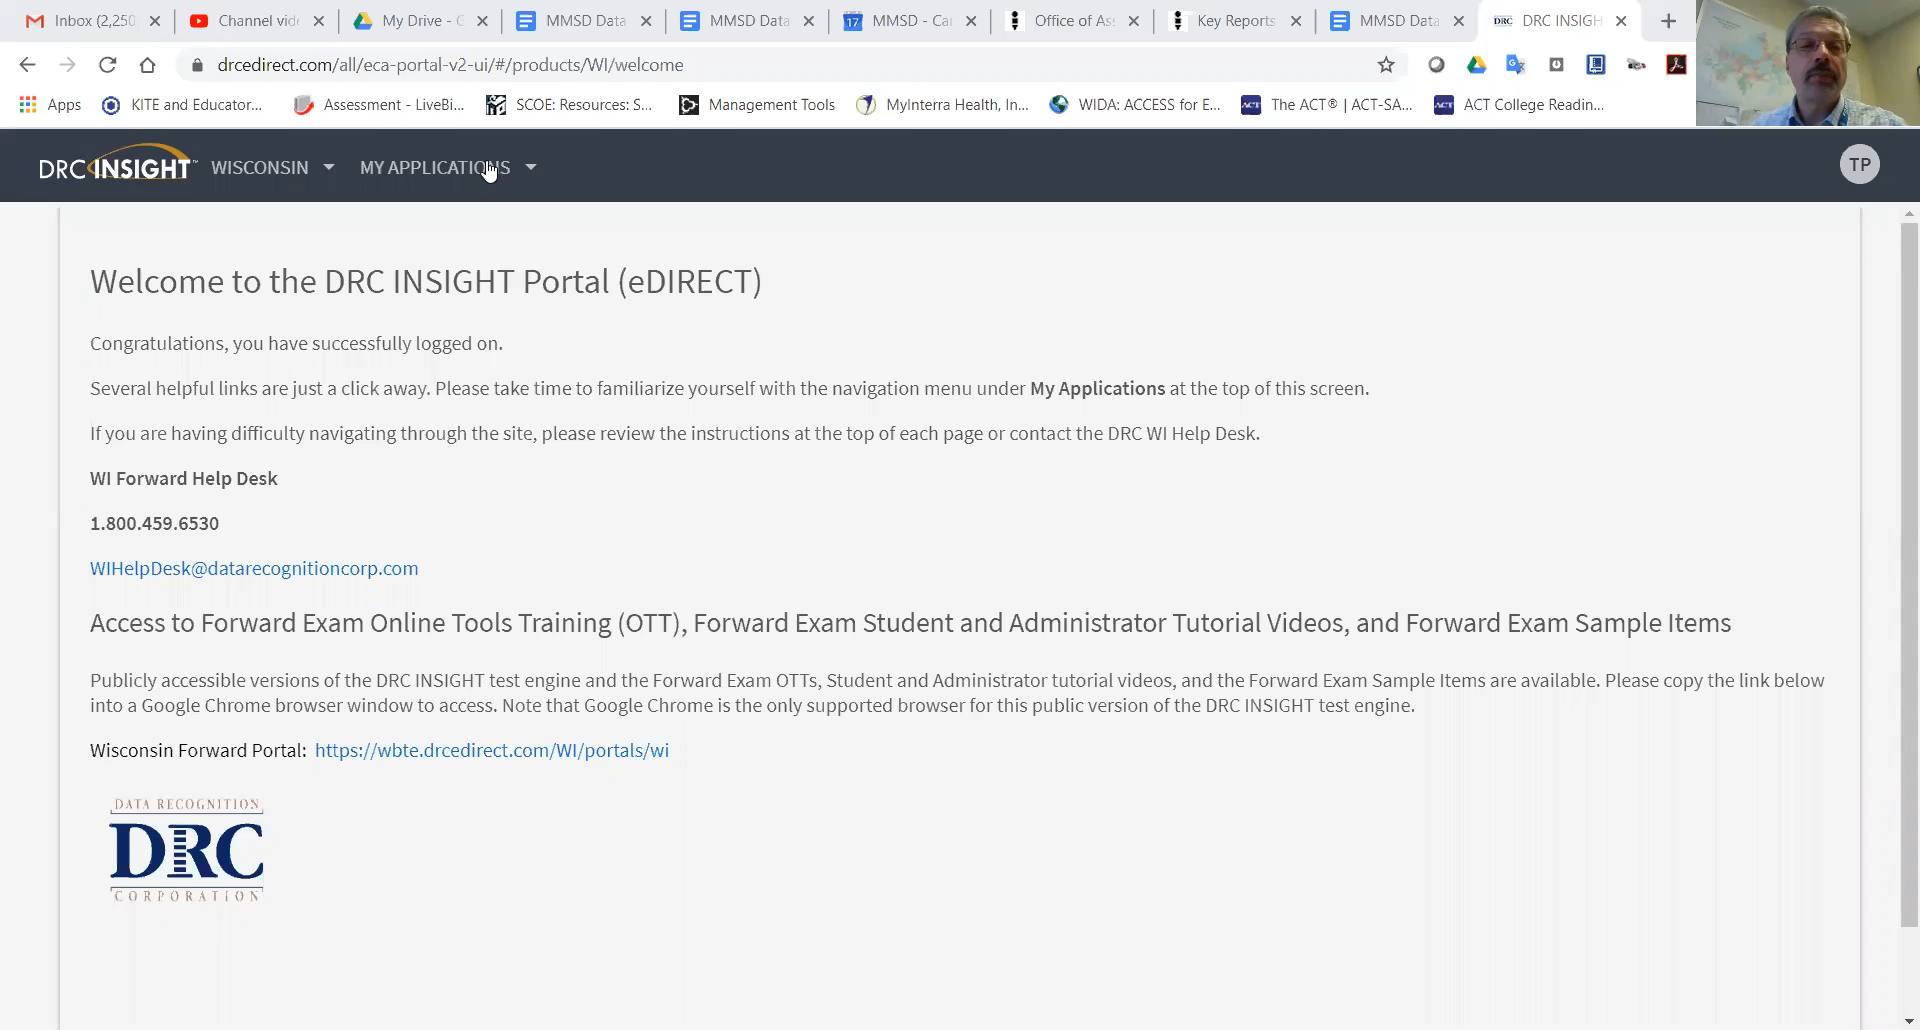 Inbox (2,250
Channel vide
My Drive - G
MMSD Data
MMSD Data
17
MMSD - Ca
Office of Ass
Key Reports
MMSD Data
DRC
DRC INSIGH
drcedirect.com/all/eca-portal-v2-ui/#/products/WI/welcome
Apps
KITE and Educator...
Assessment - LiveBi...
SCOE: Resources: S...
Management Tools
MyInterra Health, In...
WIDA: ACCESS for E...
ACT
The ACT® | ACT-SA...
ACT
ACT College Readin...
DRC INSIGHT™
WISCONSIN
MY APPLICATIONS
TP
Welcome to the DRC INSIGHT Portal (eDIRECT)
Congratulations, you have successfully logged on.
Several helpful links are just a click away. Please take time to familiarize yourself with the navigation menu under My Applications at the top of this screen.
If you are having difficulty navigating through the site, please review the instructions at the top of each page or contact the DRC WI Help Desk.
WI Forward Help Desk
1.800.459.6530
WIHelpDesk@datarecognitioncorp.com
Access to Forward Exam Online Tools Training (OTT), Forward Exam Student and Administrator Tutorial Videos, and Forward Exam Sample Items
Publicly accessible versions of the DRC INSIGHT test engine and the Forward Exam OTTs, Student and Administrator tutorial videos, and the Forward Exam Sample Items are available. Please copy the link below
into a Google Chrome browser window to access. Note that Google Chrome is the only supported browser for this public version of the DRC INSIGHT test engine.
Wisconsin Forward Portal: https://wbte.drcedirect.com/WI/portals/wi
DATA RECOGNITION
DRC
CORPORATION